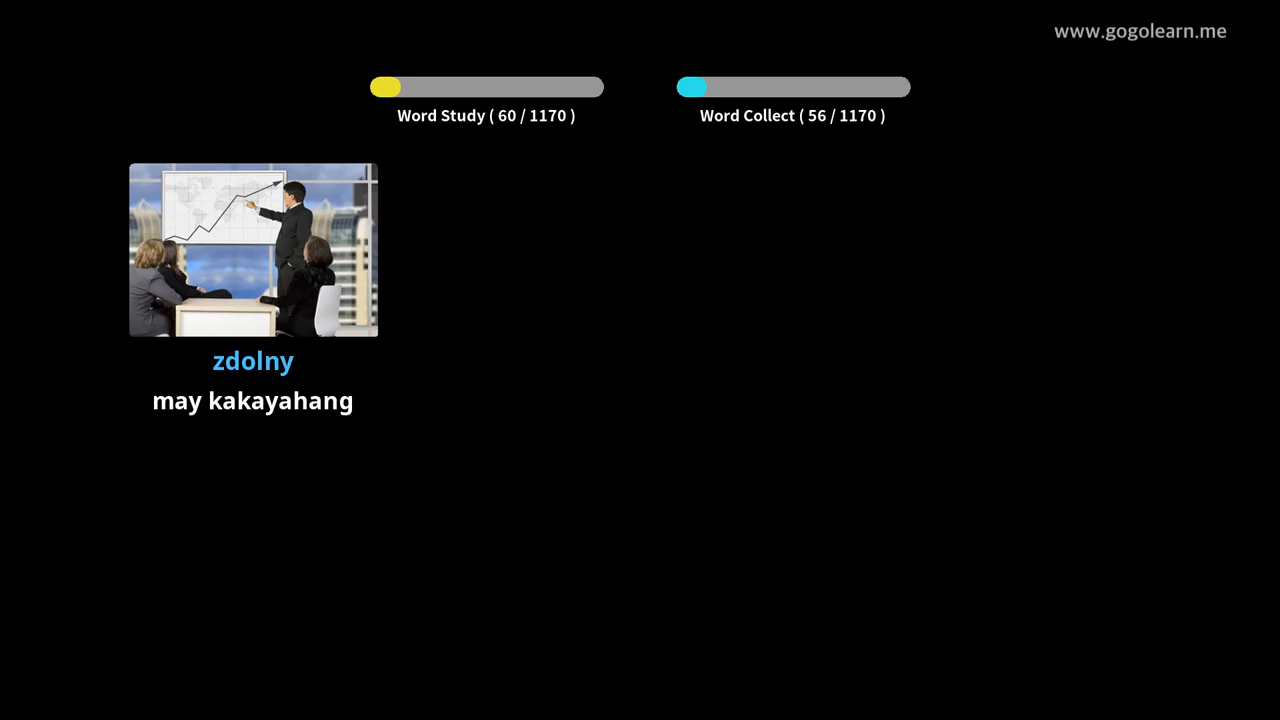 www.gogolearn.me
Word Study ( 60 / 1170 )
Word Collect ( 56 / 1170 )
zdolny
may kakayahang